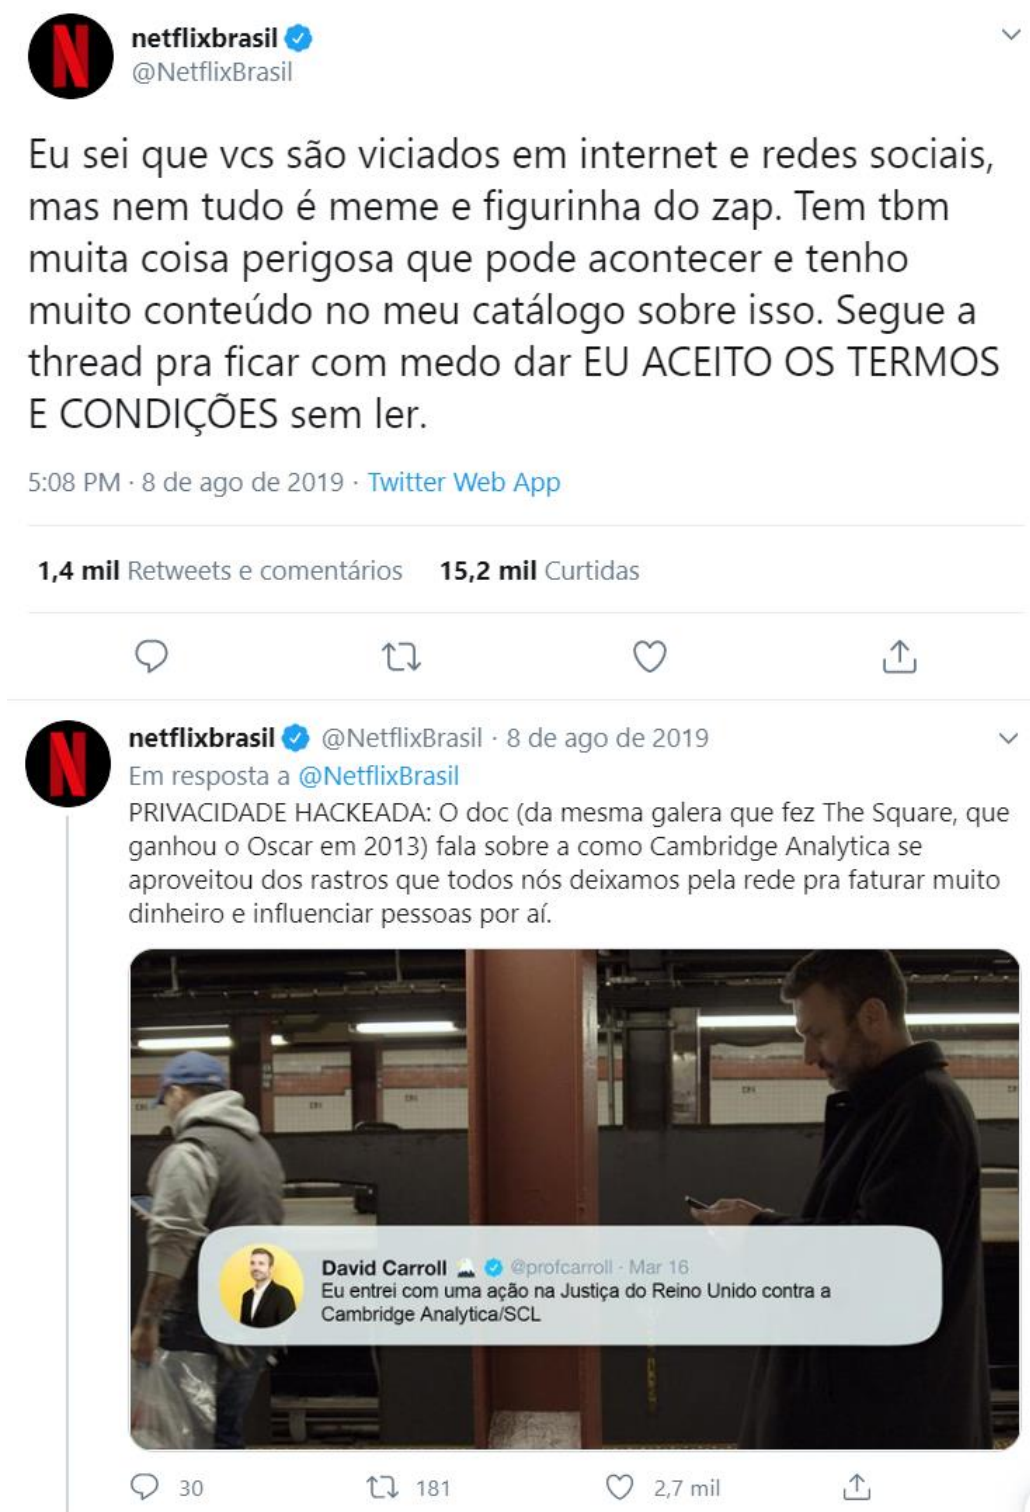 netflixbrasil
@NetflixBrasil
Eu sei que vcs são viciados em internet e redes sociais,
mas nem tudo é meme e figurinha do zap. Tem tbm
muita coisa perigosa que pode acontecer e tenho
muito conteúdo no meu catálogo sobre isso. Segue a
thread pra ficar com medo dar EU ACEITO OS TERMOS
E CONDIÇÕES sem ler.
5:08 PM · 8 de ago de 2019 · Twitter Web App
1,4 mil Retweets e comentários 15,2 mil Curtidas
netflixbrasil @NetflixBrasil · 8 de ago de 2019
Em resposta a @NetflixBrasil
PRIVACIDADE HACKEADA: O doc (da mesma galera que fez The Square, que
ganhou o Oscar em 2013) fala sobre a como Cambridge Analytica se
aproveitou dos rastros que todos nós deixamos pela rede pra faturar muito
dinheiro e influenciar pessoas por aí.
David Carroll @profcarroll · Mar 16
Eu entrei com uma ação na Justiça do Reino Unido contra a
Cambridge Analytica/SCL
30 181 2,7 mil